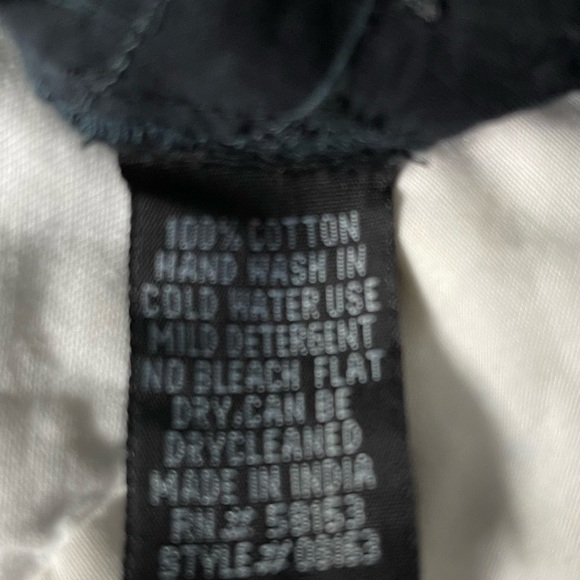 100% COTTON
HAND WASH IN
COLD WATER USE
MILD DETERGENT
NO BLEACH FLAT
DRY.CAN BE
DRYCLEANED
MADE IN INDIA
RN.# 58153